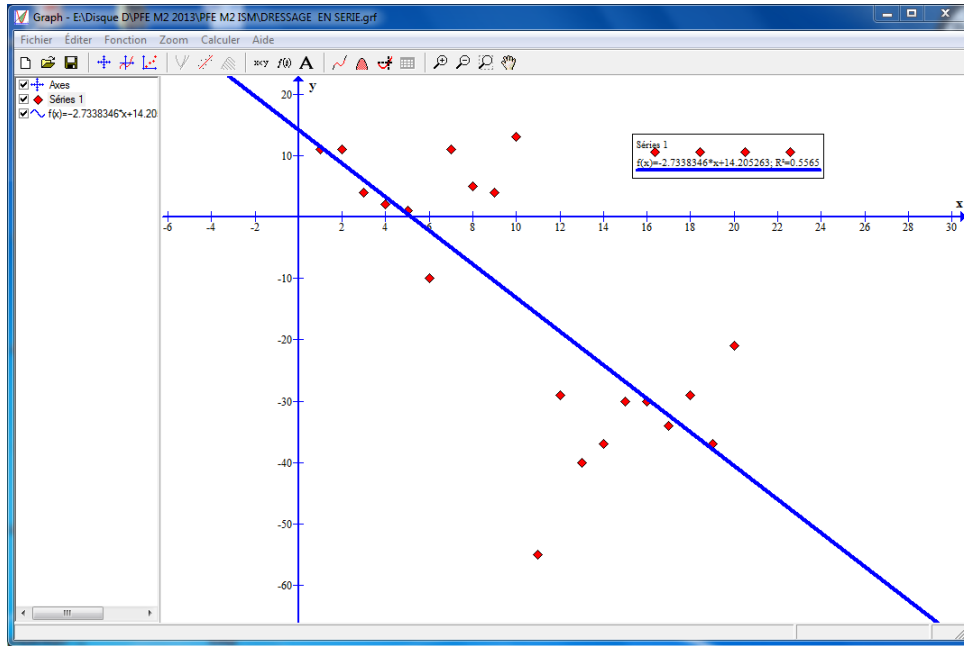 Graph - E:\Disque D\PFE M2 2013\PFE M2 ISM\DRESSAGE  EN SERIE.grf
Fichier Éditer Fonction Zoom Calculer Aide
Axes
Séries 1
f(x)=-2.7338346*x+14.20
y
20
10
-10
-20
-30
-40
-50
-60
x
-6 -4 -2 2 4 6 8 10 12 14 16 18 20 22 24 26 28 30
Séries 1
f(x)=-2.7338346*x+14.205263; R²=0.5565